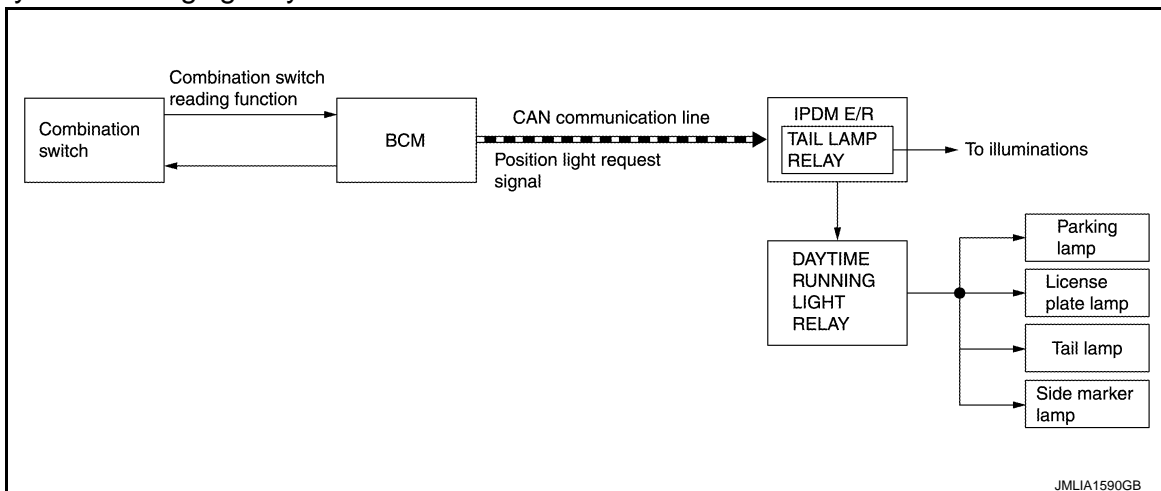 Combination switch
reading function
Combination
switch
BCM
CAN communication line
Position light request
signal
IPDM E/R
TAIL LAMP
RELAY
To illuminations
DAYTIME
RUNNING
LIGHT
RELAY
Parking
lamp
License
plate lamp
Tail lamp
Side marker
lamp
JMLIA1590GB